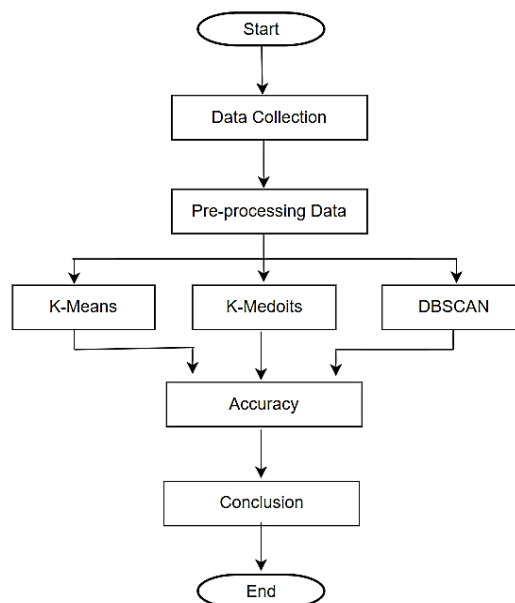 Start
Data Collection
Pre-processing Data
K-Means
K-Medoits
DBSCAN
Accuracy
Conclusion
End